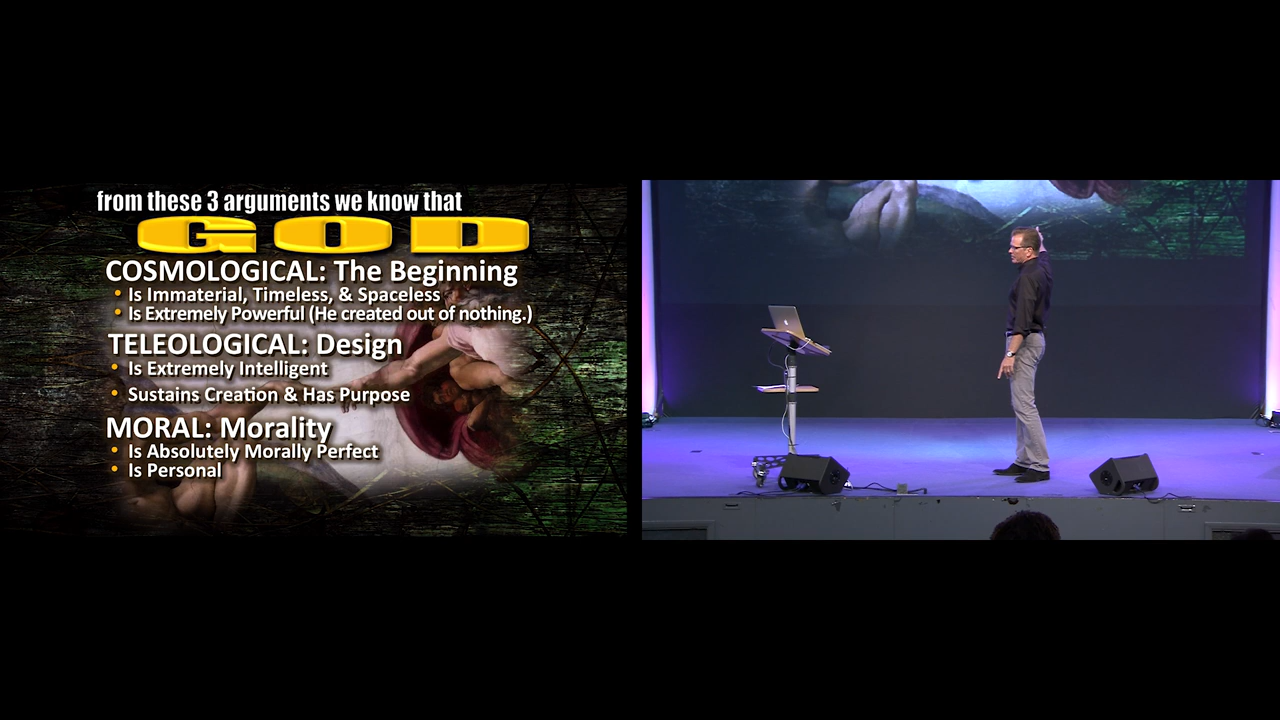 from these 3 arguments we know that
GOD
COSMOLOGICAL: The Beginning
• Is Immaterial, Timeless, & Spaceless
• Is Extremely Powerful (He created out of nothing.)
TELEOLOGICAL: Design
• Is Extremely Intelligent
• Sustains Creation & Has Purpose
MORAL: Morality
• Is Absolutely Morally Perfect
• Is Personal